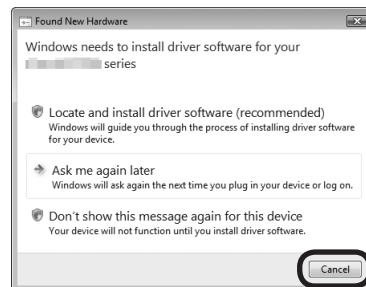 Found New Hardware
Windows needs to install driver software for your
series
Locate and install driver software (recommended)
Windows will guide you through the process of installing driver software
for your device.
Ask me again later
Windows will ask again the next time you plug in your device or log on.
Don´t show this message again for this device
Your device will not function until you install driver software.
Cancel